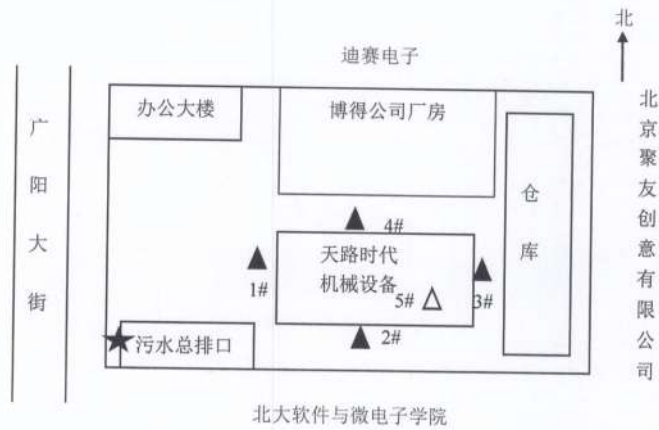 北
迪赛电子
办公大楼
博得公司厂房
广阳大街
北京聚友创意有限公司
仓库
4#
天路时代
机械设备
1#
5#
3#
2#
污水总排口
北大软件与微电子学院